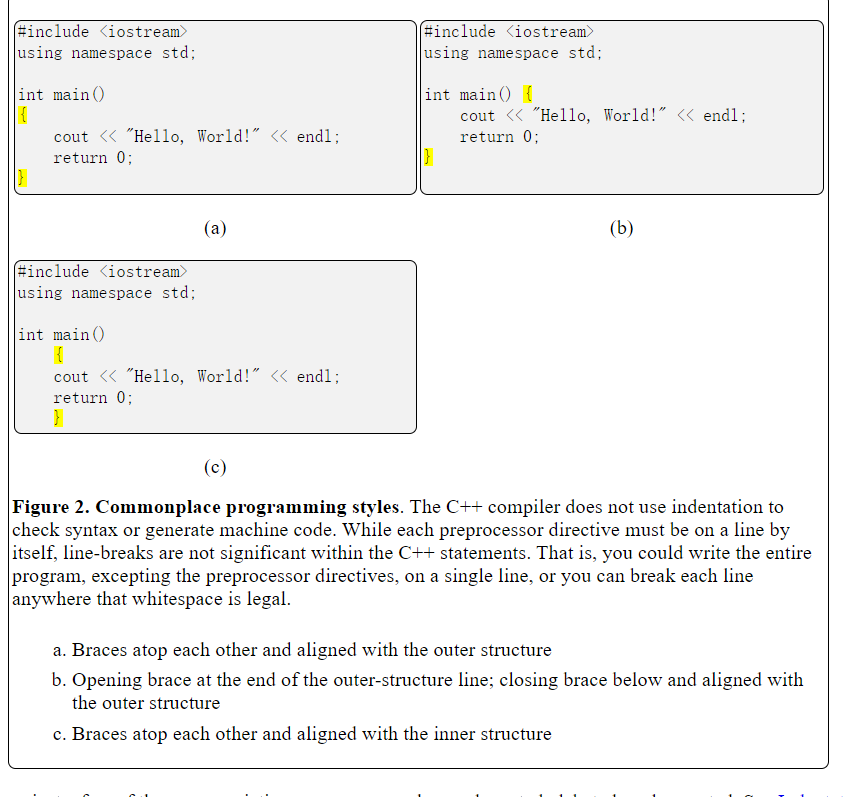 #include <iostream>
using namespace std;
int main()
{
    cout << "Hello, World!" << endl;
    return 0;
}
(a)
#include <iostream>
using namespace std;
int main() {
    cout << "Hello, World!" << endl;
    return 0;
}
(b)
#include <iostream>
using namespace std;
int main()
    {
    cout << "Hello, World!" << endl;
    return 0;
    }
(c)
Figure 2. Commonplace programming styles. The C++ compiler does not use indentation to
check syntax or generate machine code. While each preprocessor directive must be on a line by
itself, line-breaks are not significant within the C++ statements. That is, you could write the entire
program, excepting the preprocessor directives, on a single line, or you can break each line
anywhere that whitespace is legal.
a. Braces atop each other and aligned with the outer structure
b. Opening brace at the end of the outer-structure line; closing brace below and aligned with
the outer structure
c. Braces atop each other and aligned with the inner structure